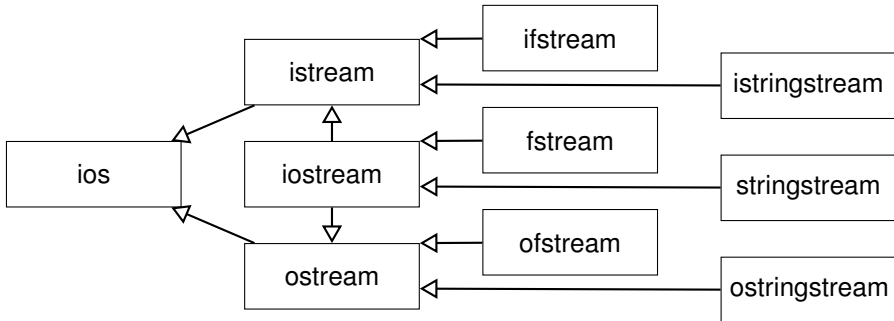 ifstream
istream
istringstream
fstream
ios
iostream
stringstream
ofstream
ostream
ostringstream